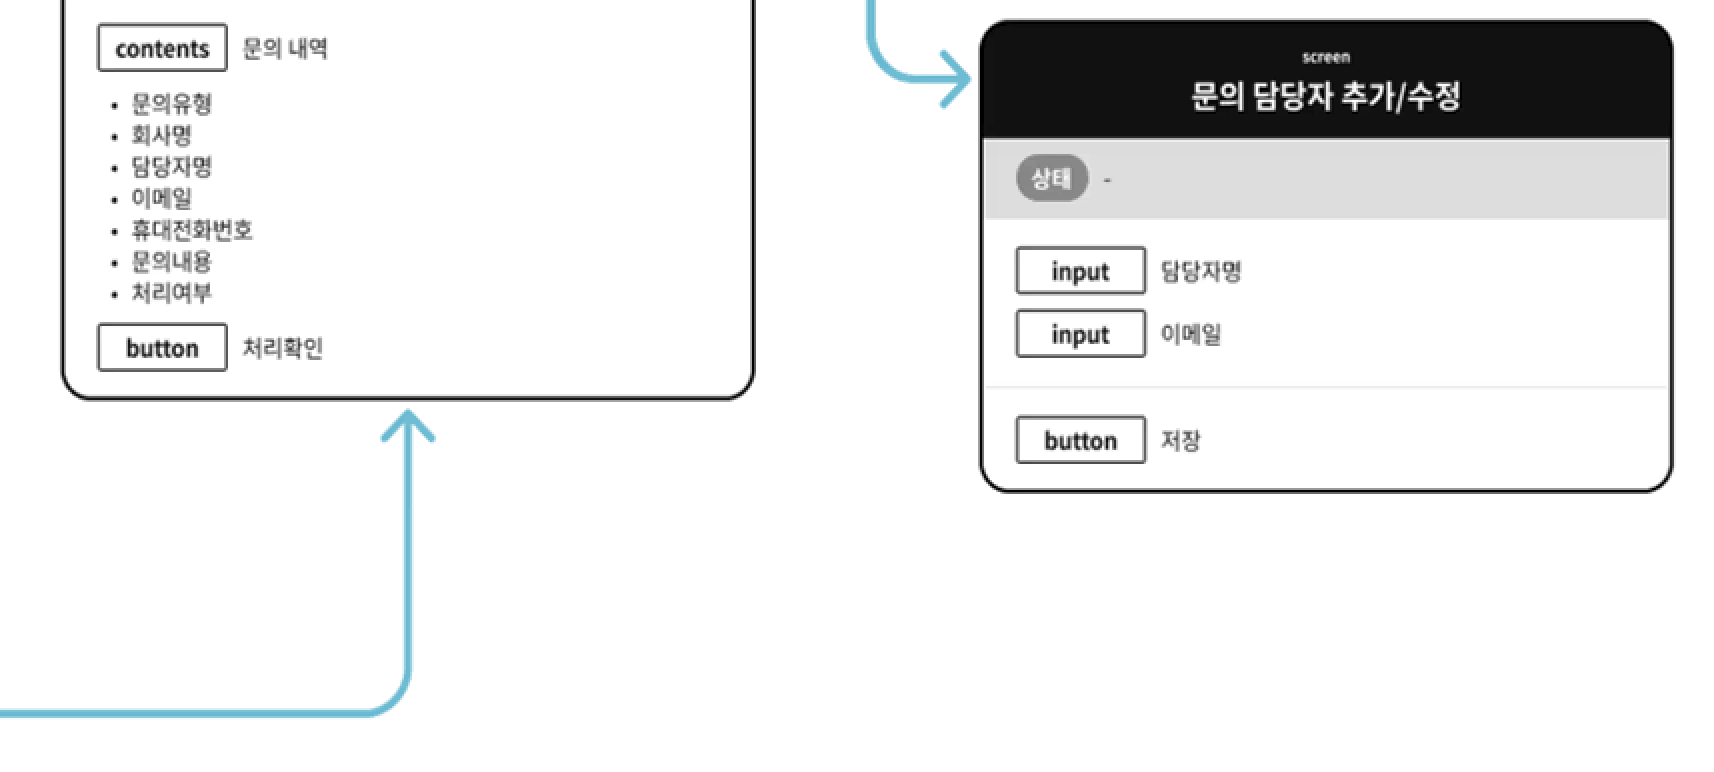 contents 문의 내역
• 문의유형
• 회사명
• 담당자명
• 이메일
• 휴대전화번호
• 문의내용
• 처리여부
button 처리확인
screen
문의 담당자 추가/수정
상태 -
input 담당자명
input 이메일
button 저장